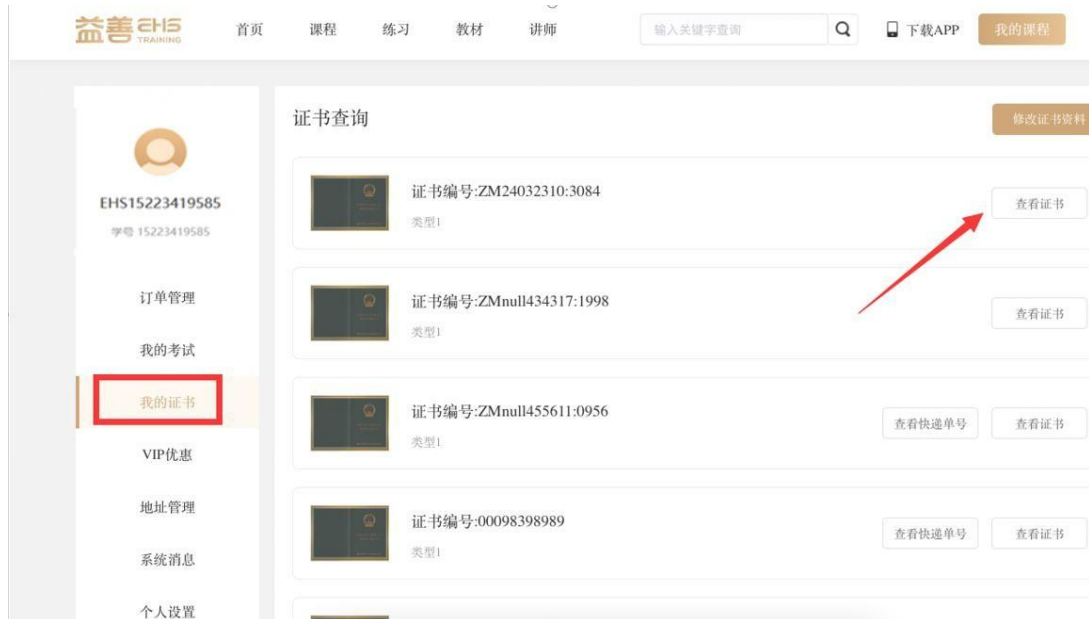 益善 EHS TRAINING
首页 课程 练习 教材 讲师 输入关键字查询 下载APP 我的课程
证书查询 修改证书资料
EHS15223419585
学号 15223419585
订单管理
我的考试
我的证书
VIP优惠
地址管理
系统消息
个人设置
证书编号:ZM24032310:3084
类型1
查看证书
证书编号:ZMnull434317:1998
类型1
查看证书
证书编号:ZMnull455611:0956
类型1
查看快递单号 查看证书
证书编号:00098398989
类型1
查看快递单号 查看证书